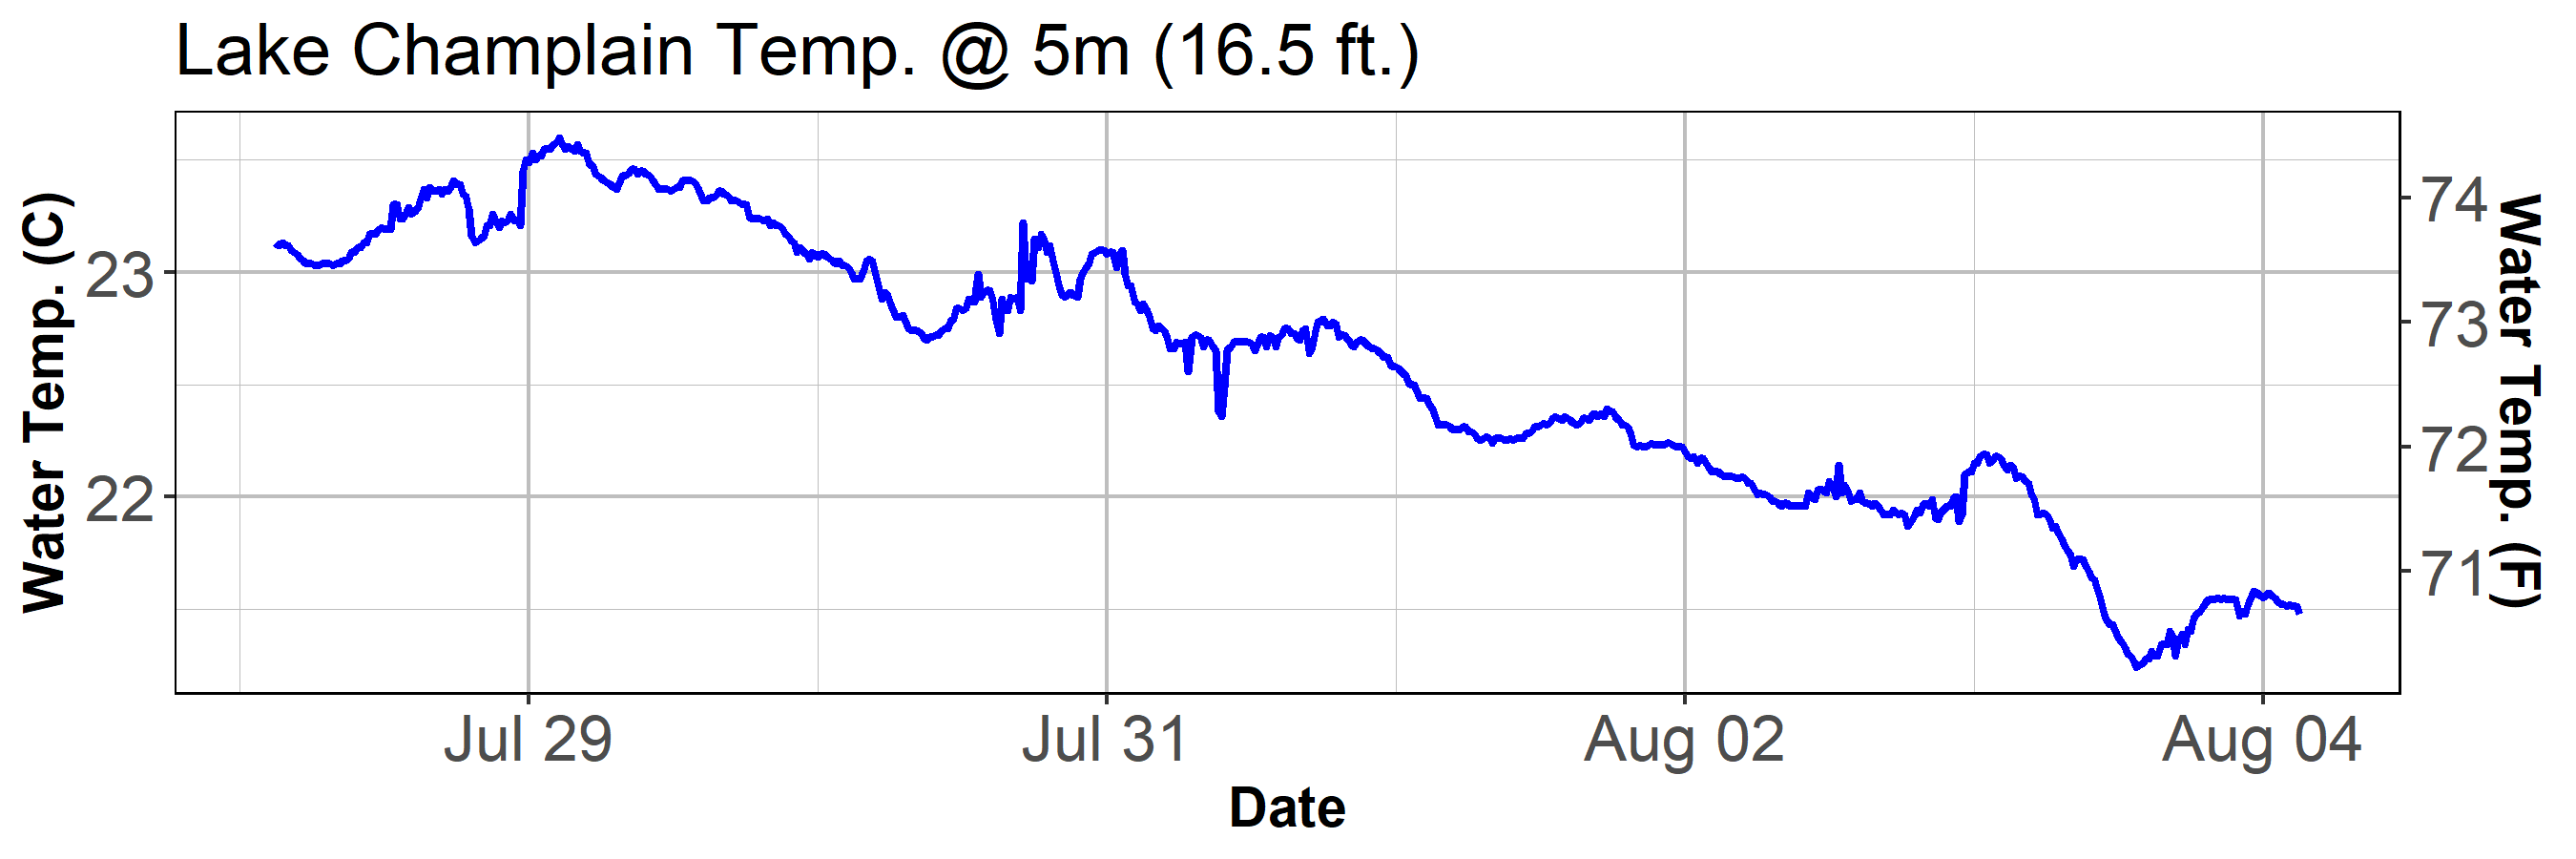 Lake Champlain Temp. @ 5m (16.5 ft.)
Water Temp. (C)
23
22
74
73
72
71
Water Temp. (F)
Jul 29
Jul 31
Aug 02
Aug 04
Date